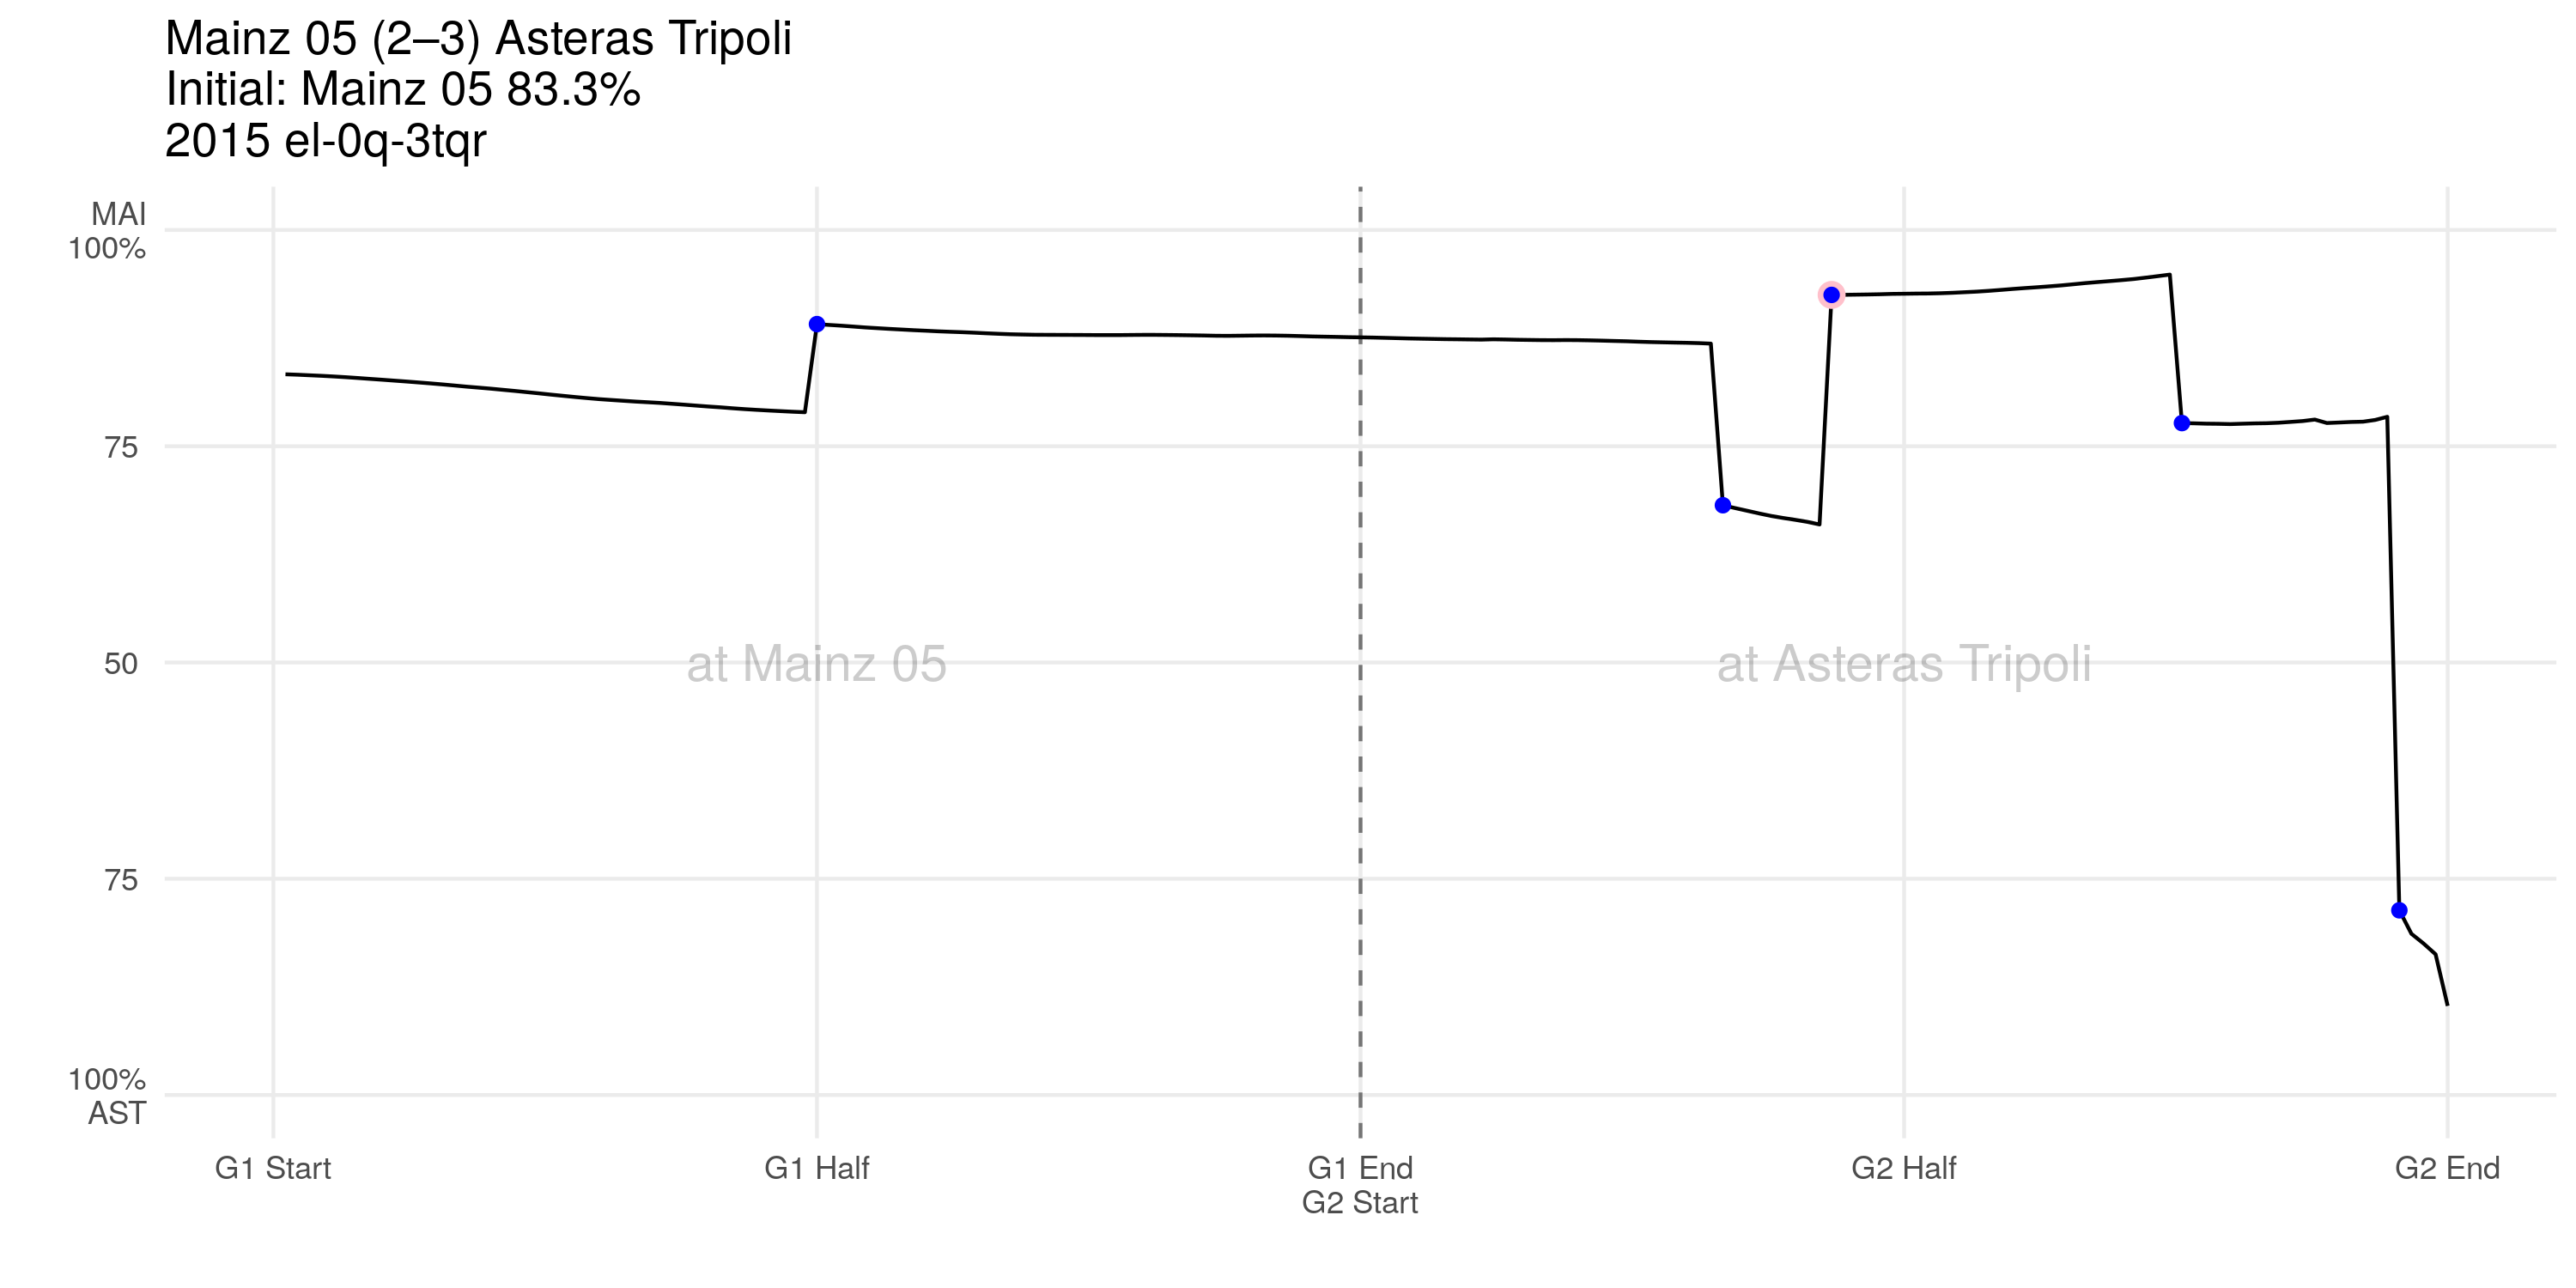 Mainz 05 (2–3) Asteras Tripoli
Initial: Mainz 05 83.3%
2015 el-0q-3tqr
MAI
100%
75
50
75
100%
AST
at Mainz 05
at Asteras Tripoli
G1 Start
G1 Half
G1 End
G2 Start
G2 Half
G2 End